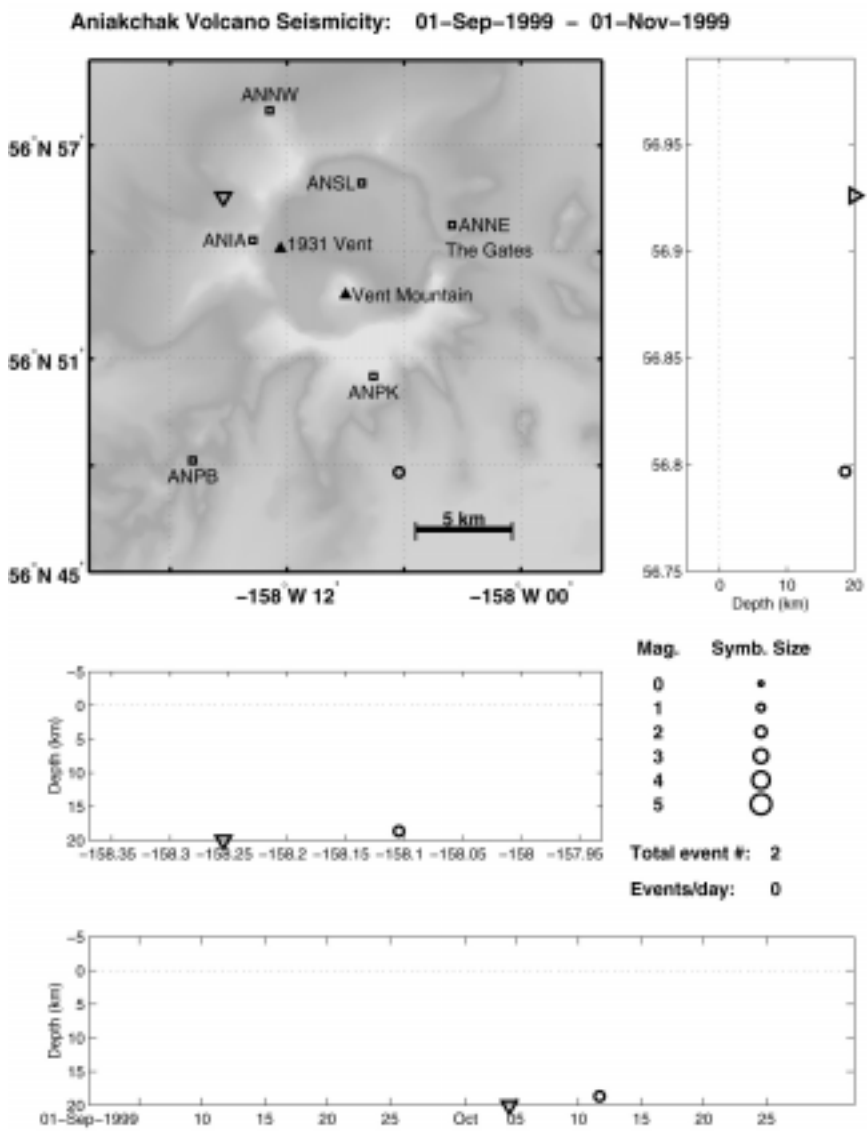 Aniakchak Volcano Seismicity: 01-Sep-1999 - 01-Nov-1999
ANNW
56°N 57'
ANSL
ANNE
ANIA
1931 Vent
The Gates
Vent Mountain
56°N 51'
ANPK
ANPB
5 km
56°N 45'
-158°W 12' -158°W 00'
56.95
56.9
56.85
56.8
56.75
0 10 20
Depth (km)
Mag. Symb. Size
0
1
2
3
4
5
Total event #: 2
Events/day: 0
-5
0
5
10
15
20
Depth (km)
-158.35 -158.3 -158.25 -158.2 -158.15 -158.1 -158.05 -158 -157.95
-5
0
5
10
15
20
Depth (km)
01-Sep-1999 10 15 20 25 Oct 05 10 15 20 25